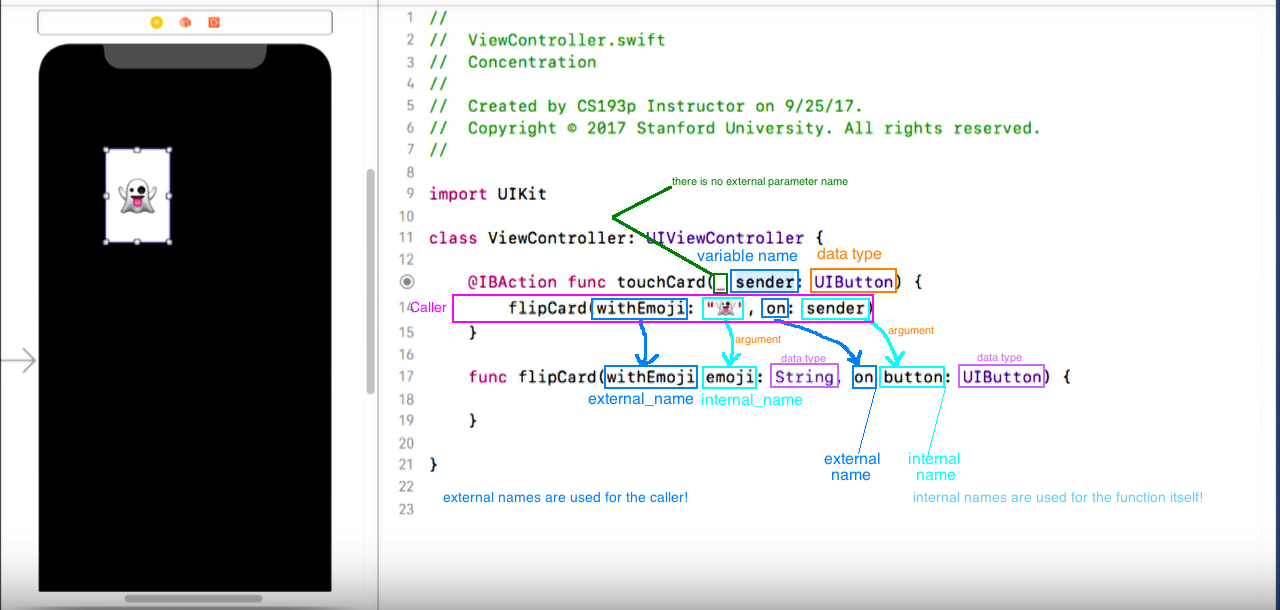 1 //
2 // ViewController.swift
3 // Concentration
4 //
5 // Created by CS193p Instructor on 9/25/17.
6 // Copyright © 2017 Stanford University. All rights reserved.
7 //
8
there is no external parameter name
9 import UIKit
10
11 class ViewController: UIViewController {
12
variable name data type
@IBAction func touchCard(_ sender: UIButton) {
Caller
14 flipCard(withEmoji: "👻", on: sender)
15 }
argument argument
16
data type data type
17 func flipCard(withEmoji emoji: String, on button: UIButton) {
18
external_name internal_name
19 }
20
21 }
external name
internal name
22
external names are used for the caller!
internal names are used for the function itself!
23